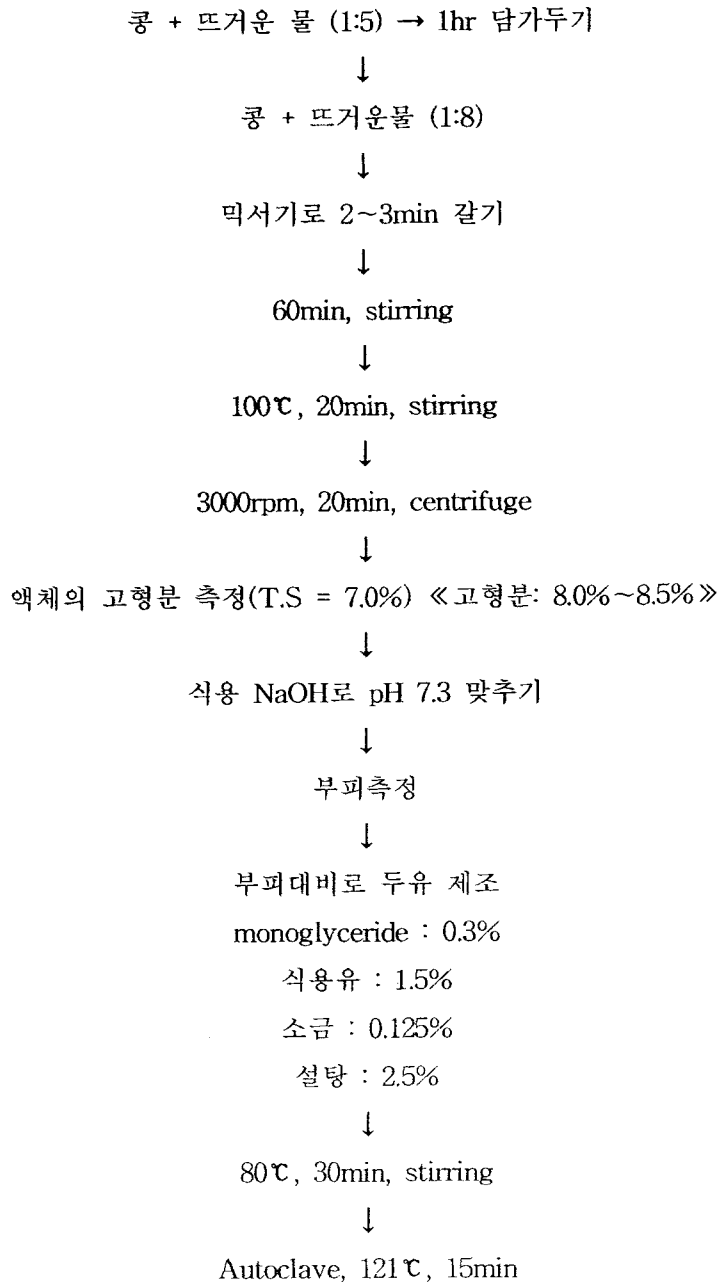 콩 + 뜨거운 물 (1:5) → 1hr 담가두기
↓
콩 + 뜨거운물 (1:8)
↓
믹서기로 2~3min 갈기
↓
60min, stirring
↓
100℃, 20min, stirring
↓
3000rpm, 20min, centrifuge
↓
액체의 고형분 측정(T.S = 7.0%) ≪고형분: 8.0%~8.5%≫
↓
식용 NaOH로 pH 7.3 맞추기
↓
부피측정
↓
부피대비로 두유 제조
monoglyceride : 0.3%
식용유 : 1.5%
소금 : 0.125%
설탕 : 2.5%
↓
80℃, 30min, stirring
↓
Autoclave, 121℃, 15min